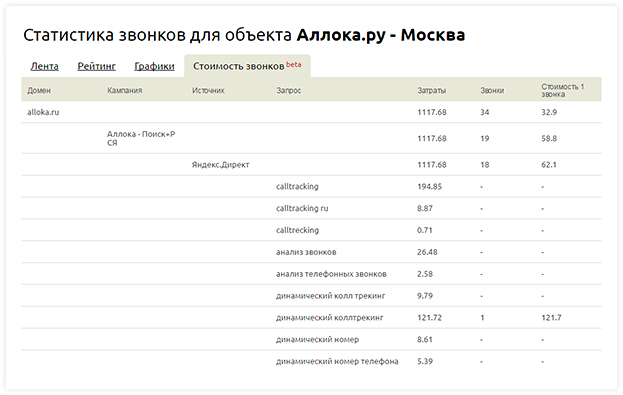 Статистика звонков для объекта Аллока.ру - Москва
Лента Рейтинг Графики Стоимость звонков beta
Домен Кампания Источник Запрос Затраты Звонки Стоимость 1
звонка
alloka.ru 1117.68 34 32.9
Аллока - Поиск+Р
СЯ 1117.68 19 58.8
Яндекс.Директ 1117.68 18 62.1
calltracking 194.85 - -
calltracking ru 8.87 - -
calltrecking 0.71 - -
анализ звонков 26.48 - -
анализ телефонных звонков 2.58 - -
динамический колл трекинг 9.79 - -
динамический коллтрекинг 121.72 1 121.7
динамический номер 8.61 - -
динамический номер телефона 5.39 - -